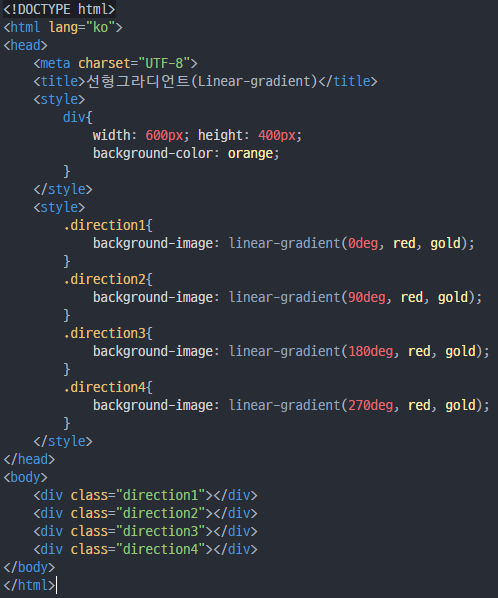 <!DOCTYPE html>
<html lang="ko">
<head>
    <meta charset="UTF-8">
    <title>선형그라디언트(Linear-gradient)</title>
    <style>
        div{
            width: 600px; height: 400px;
            background-color: orange;
        }
    </style>
    <style>
        .direction1{
            background-image: linear-gradient(0deg, red, gold);
        }
        .direction2{
            background-image: linear-gradient(90deg, red, gold);
        }
        .direction3{
            background-image: linear-gradient(180deg, red, gold);
        }
        .direction4{
            background-image: linear-gradient(270deg, red, gold);
        }
    </style>
</head>
<body>
    <div class="direction1"></div>
    <div class="direction2"></div>
    <div class="direction3"></div>
    <div class="direction4"></div>
</body>
</html>